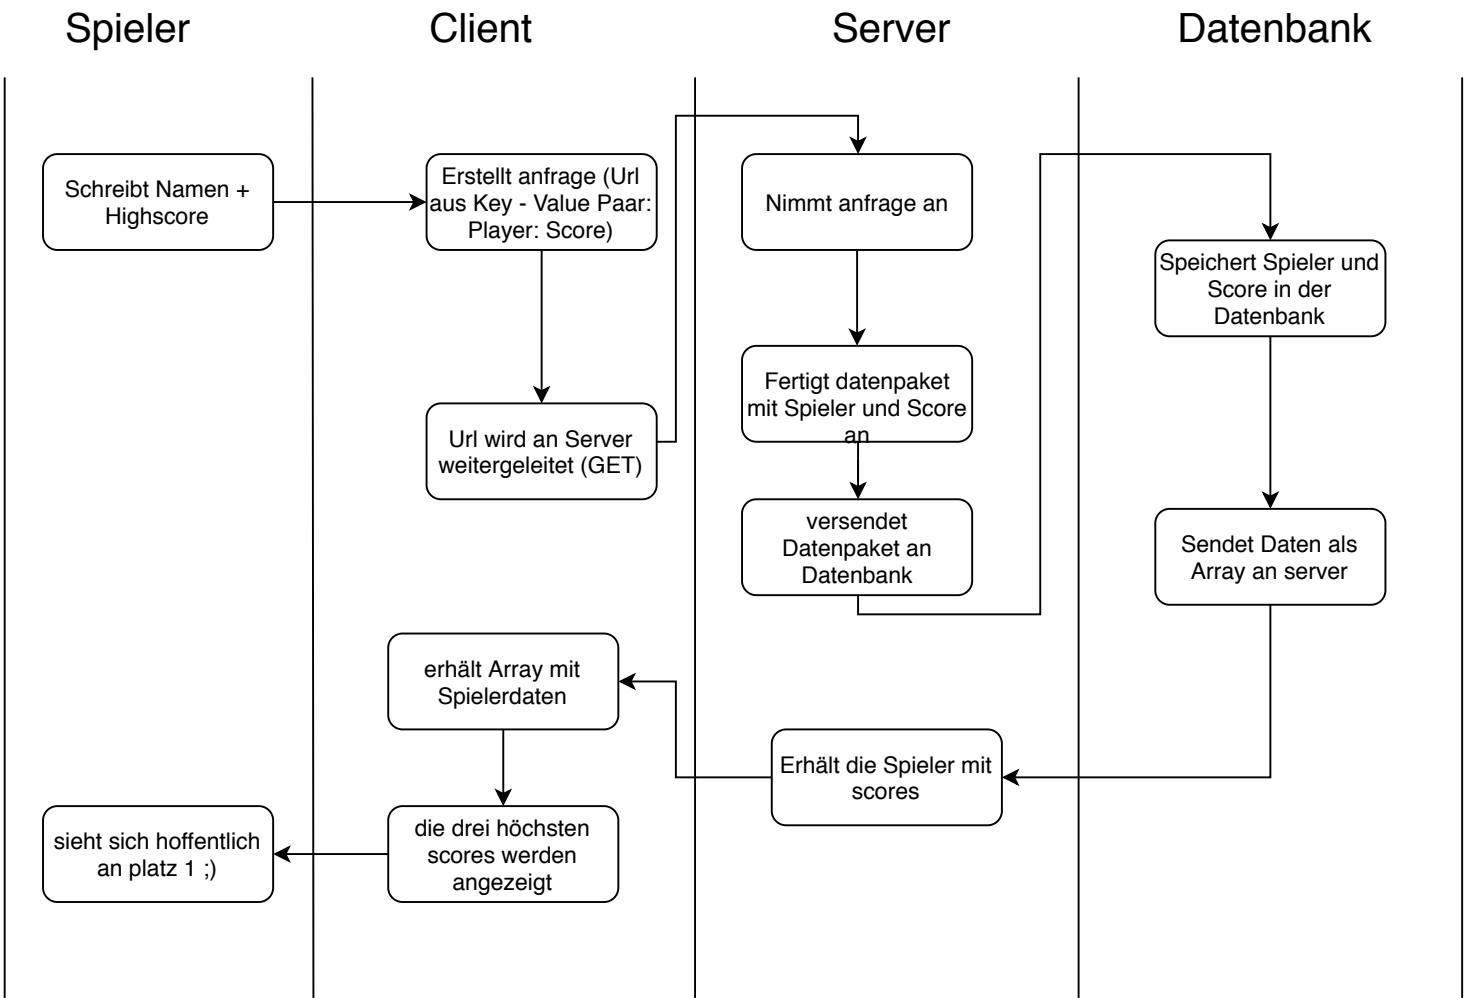 Spieler
Client
Server
Datenbank
Schreibt Namen +
Highscore
Erstellt anfrage (Url
aus Key - Value Paar:
Player: Score)
Url wird an Server
weitergeleitet (GET)
Nimmt anfrage an
Fertigt datenpaket
mit Spieler und Score
an
versendet
Datenpaket an
Datenbank
Speichert Spieler und
Score in der
Datenbank
Sendet Daten als
Array an server
Erhält die Spieler mit
scores
erhält Array mit
Spielerdaten
die drei höchsten
scores werden
angezeigt
sieht sich hoffentlich
an platz 1 ;)